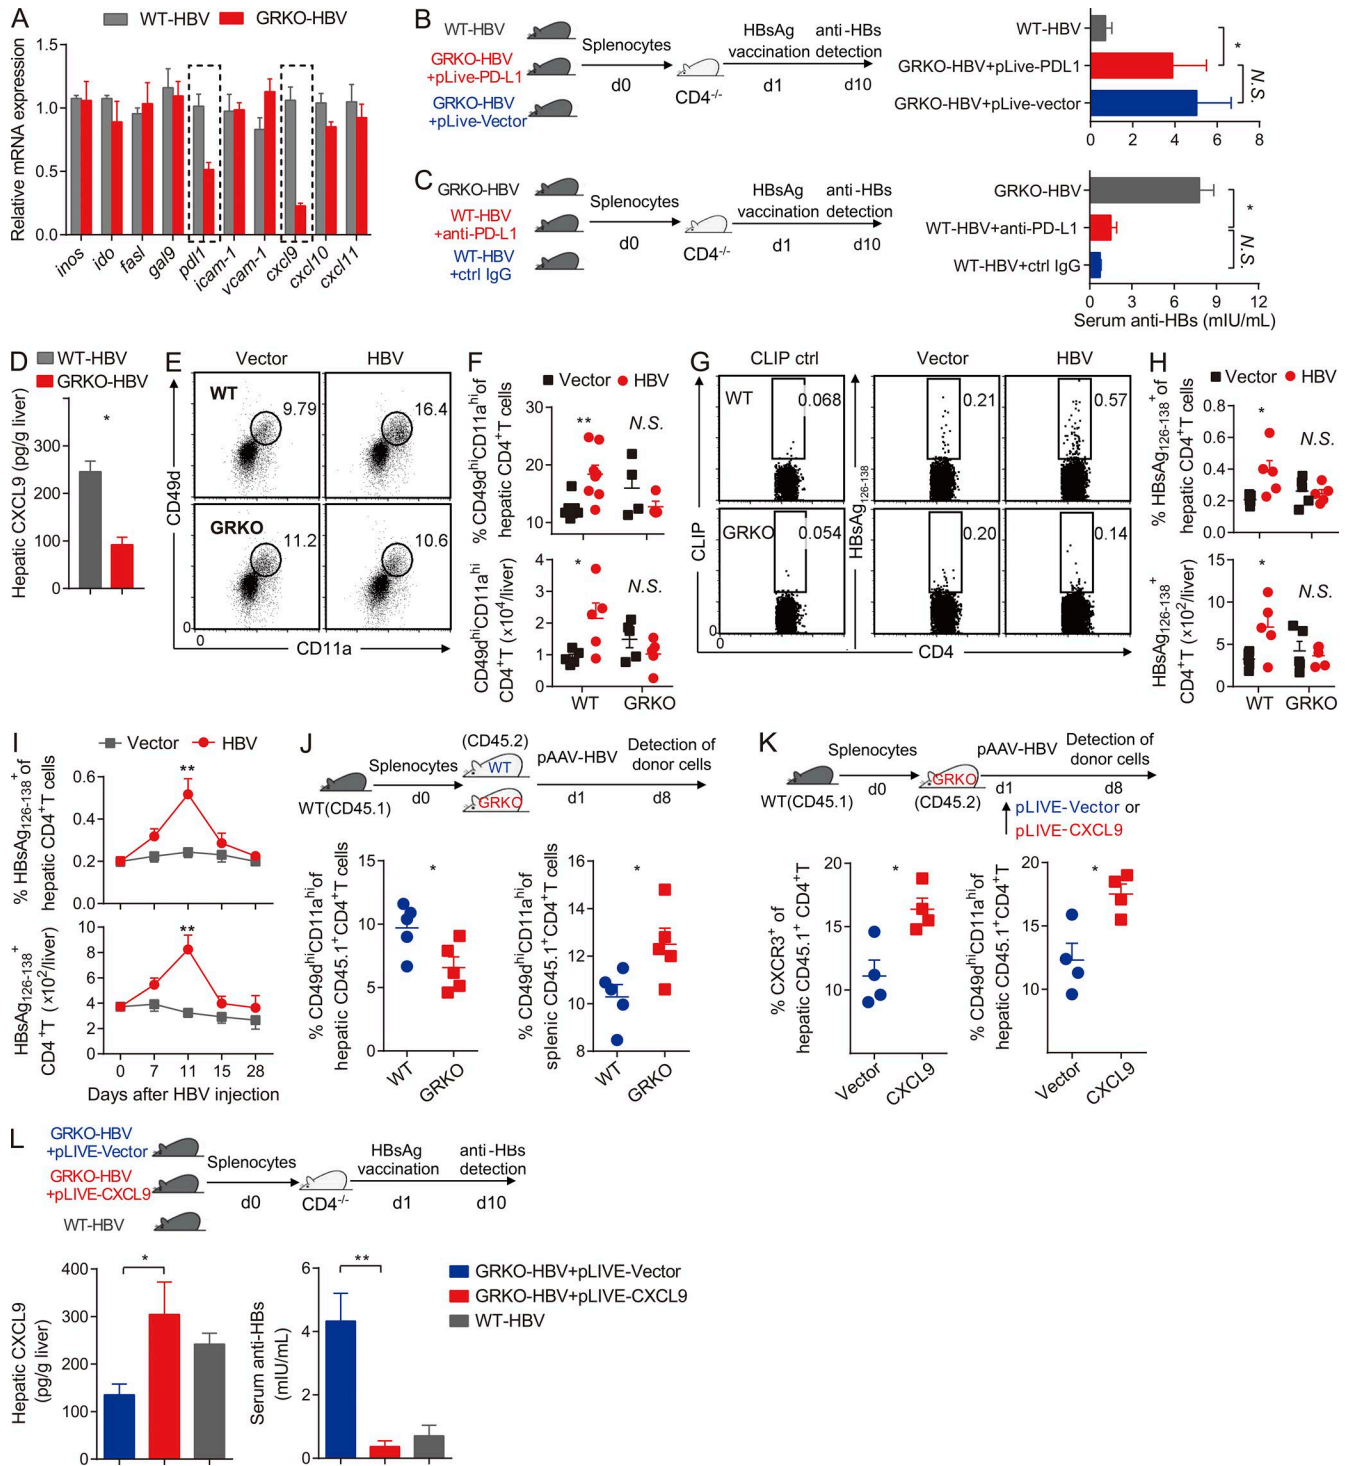 A
WT-HBV
GRKO-HBV
Relative mRNA expression
1.5
1.0
0.5
0.0
inos
ido
fasl
gal9
pdl1
icam-1
vcam-1
cxcl9
cxcl10
cxcl11
B
WT-HBV
GRKO-HBV
+pLive-PD-L1
GRKO-HBV
+pLive-Vector
Splenocytes
d0
CD4-/-
HBsAg
vaccination
d1
anti-HBs
detection
d10
WT-HBV
GRKO-HBV+pLive-PDL1
GRKO-HBV+pLive-vector
*
N.S.
0 2 4 6 8
C
GRKO-HBV
WT-HBV
+anti-PD-L1
WT-HBV
+ctrl IgG
Splenocytes
d0
CD4-/-
HBsAg
vaccination
d1
anti-HBs
detection
d10
GRKO-HBV
WT-HBV+anti-PD-L1
WT-HBV+ctrl IgG
*
N.S.
0 3 6 9 12
Serum anti-HBs (mIU/mL)
D
WT-HBV
GRKO-HBV
Hepatic CXCL9 (pg/g liver)
*
300
200
100
0
E
Vector
HBV
WT
9.79
16.4
GRKO
11.2
10.6
0
CD49d
CD11a
F
Vector
HBV
% CD49dhiCD11ahi of
hepatic CD4+T cells
30
20
10
**
N.S.
CD49dhiCD11ahi
CD4+T (x10⁴/liver)
4
3
2
1
0
*
N.S.
WT
GRKO
G
CLIP ctrl
Vector
HBV
CLIP
CLIP
HBsAg126-138
WT
0.068
0.21
0.57
GRKO
0.054
0.20
0.14
0
CD4
H
Vector
HBV
% HBsAg126-138+ of
hepatic CD4+T cells
0.8
0.6
0.4
0.2
0.0
*
N.S.
HBsAg126-138+
CD4+T (x10²/liver)
15
10
5
0
*
N.S.
WT
GRKO
I
Vector
HBV
% HBsAg126-138+ of
hepatic CD4+T cells
0.6
0.4
0.2
0.0
**
HBsAg126-138+
CD4+T (x10²/liver)
10
8
6
4
2
0
**
0 7 11 15 28
Days after HBV injection
J
WT(CD45.1)
Splenocytes
d0
(CD45.2)
WT
GRKO
pAAV-HBV
d1
Detection of
donor cells
d8
% CD49dhiCD11ahi of
hepatic CD45.1+CD4+T cells
15
10
5
0
*
WT
GRKO
% CD49dhiCD11ahi of
splenic CD45.1+CD4+T cells
16
14
12
10
8
*
WT
GRKO
K
WT(CD45.1)
Splenocytes
d0
GRKO
(CD45.2)
pAAV-HBV
d1
Detection of
donor cells
d8
pLIVE-Vector or
pLIVE-CXCL9
% CXCR3+ of
hepatic CD45.1+ CD4+T
20
15
10
*
Vector
CXCL9
% CD49dhiCD11ahi of
hepatic CD45.1+CD4+T
20
15
10
*
Vector
CXCL9
L
GRKO-HBV
+pLIVE-Vector
GRKO-HBV
+pLIVE-CXCL9
WT-HBV
Splenocytes
d0
CD4-/-
HBsAg
vaccination
d1
anti-HBs
detection
d10
Hepatic CXCL9
(pg/g liver)
400
300
200
100
0
*
Serum anti-HBs
(mIU/mL)
6
4
2
0
**
GRKO-HBV+pLIVE-Vector
GRKO-HBV+pLIVE-CXCL9
WT-HBV